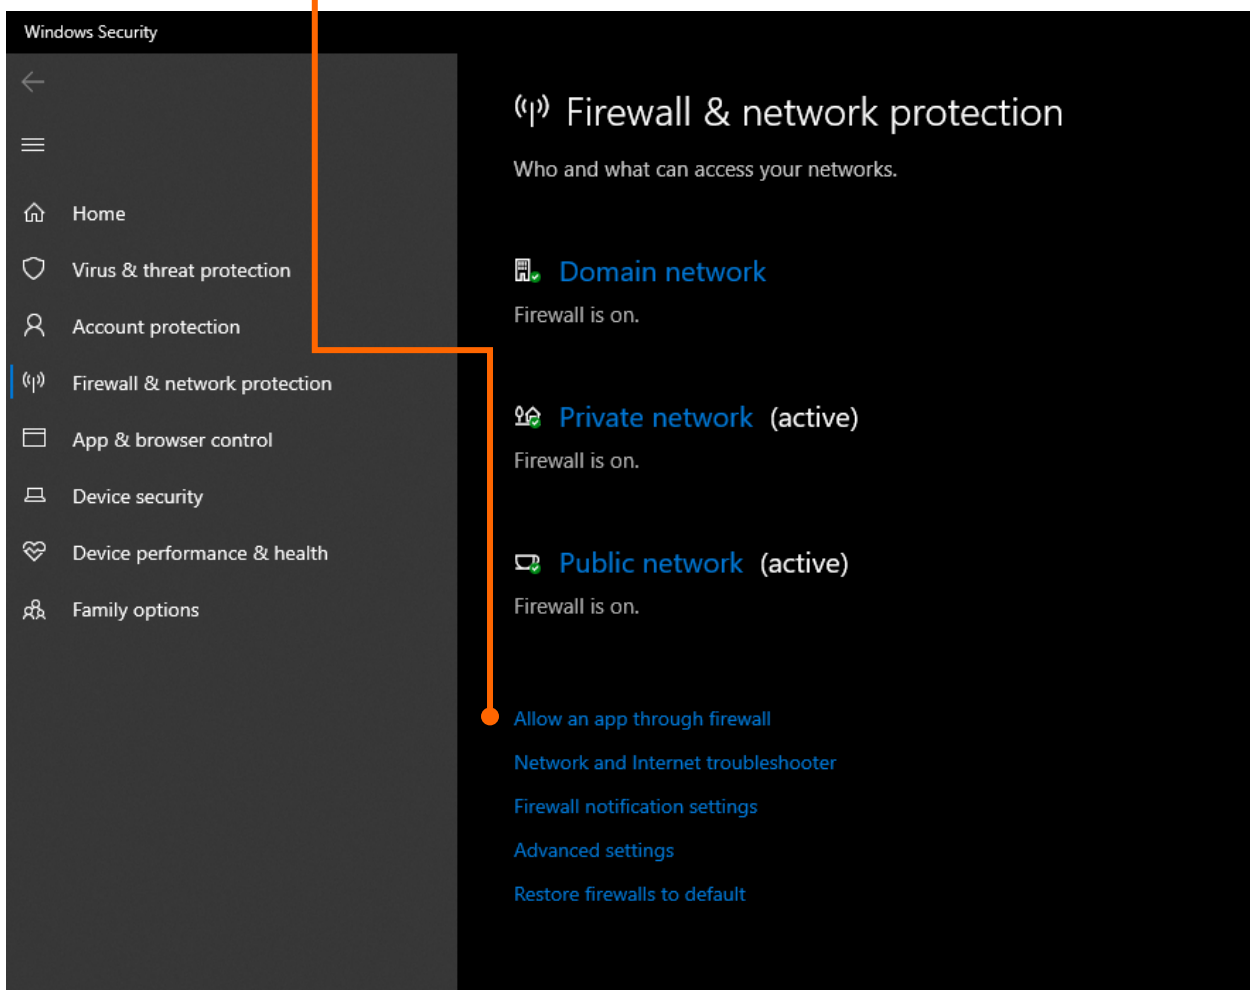 Windows Security
Home
Virus & threat protection
Account protection
Firewall & network protection
App & browser control
Device security
Device performance & health
Family options
Firewall & network protection
Who and what can access your networks.
Domain network
Firewall is on.
Private network (active)
Firewall is on.
Public network (active)
Firewall is on.
Allow an app through firewall
Network and Internet troubleshooter
Firewall notification settings
Advanced settings
Restore firewalls to default